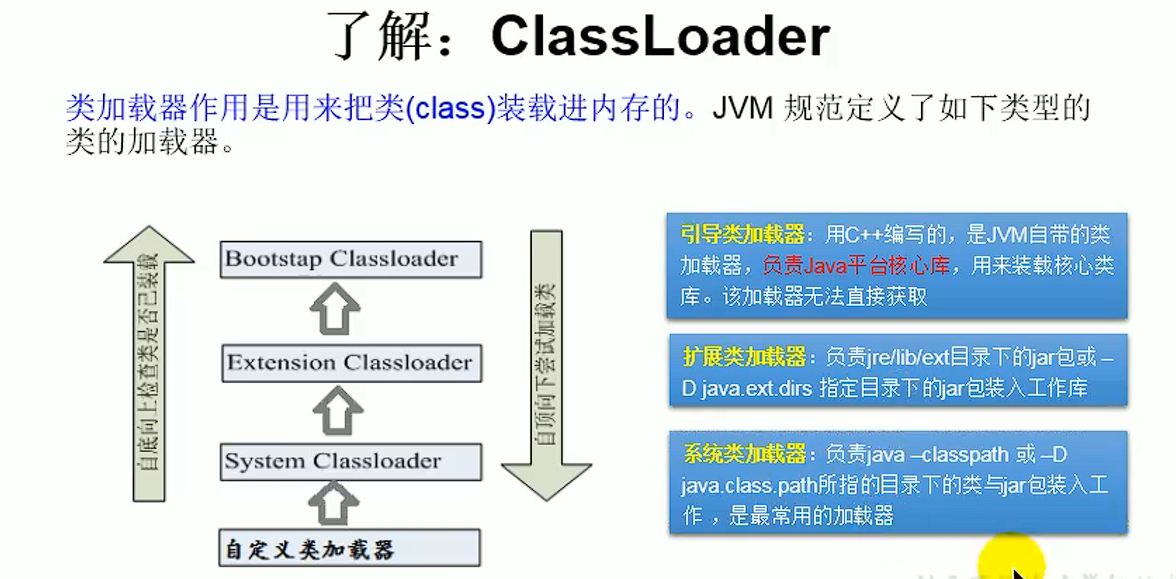 了解：ClassLoader
类加载器作用是用来把类(class)装载进内存的。JVM 规范定义了如下类型的
类的加载器。
自底向上检查类是否已装载
Bootstap Classloader
Extension Classloader
System Classloader
自定义类加载器
自顶向下尝试加载类
引导类加载器：用C++编写的，是JVM自带的类
加载器，负责Java平台核心库，用来装载核心类
库。该加载器无法直接获取
扩展类加载器：负责jre/lib/ext目录下的jar包或 –
D java.ext.dirs 指定目录下的jar包装入工作库
系统类加载器：负责java –classpath 或 –D
java.class.path所指的目录下的类与jar包装入工
作 ，是最常用的加载器